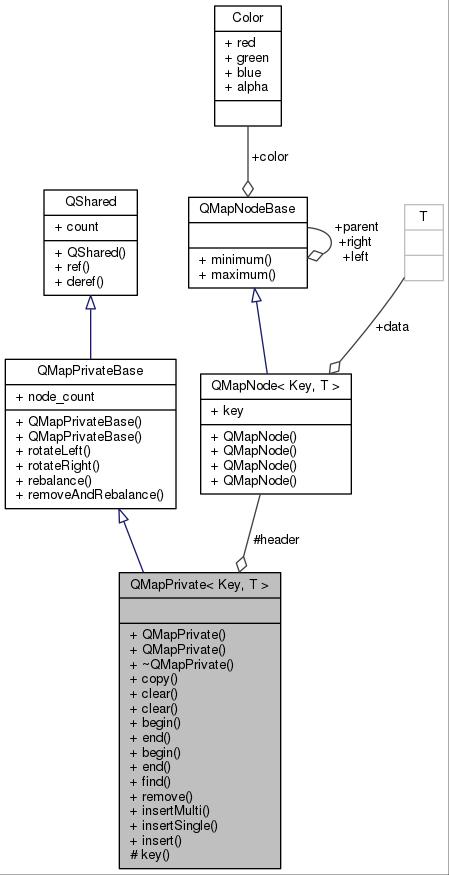 Color
+ red
+ green
+ blue
+ alpha
+color
QShared
+ count
+ QShared()
+ ref()
+ deref()
QMapNodeBase
+ minimum()
+ maximum()
+parent
+right
+left
T
+data
QMapPrivateBase
+ node_count
+ QMapPrivateBase()
+ QMapPrivateBase()
+ rotateLeft()
+ rotateRight()
+ rebalance()
+ removeAndRebalance()
QMapNode< Key, T >
+ key
+ QMapNode()
+ QMapNode()
+ QMapNode()
+ QMapNode()
#header
QMapPrivate< Key, T >
+ QMapPrivate()
+ QMapPrivate()
+ ~QMapPrivate()
+ copy()
+ clear()
+ clear()
+ begin()
+ end()
+ begin()
+ end()
+ find()
+ remove()
+ insertMulti()
+ insertSingle()
+ insert()
# key()